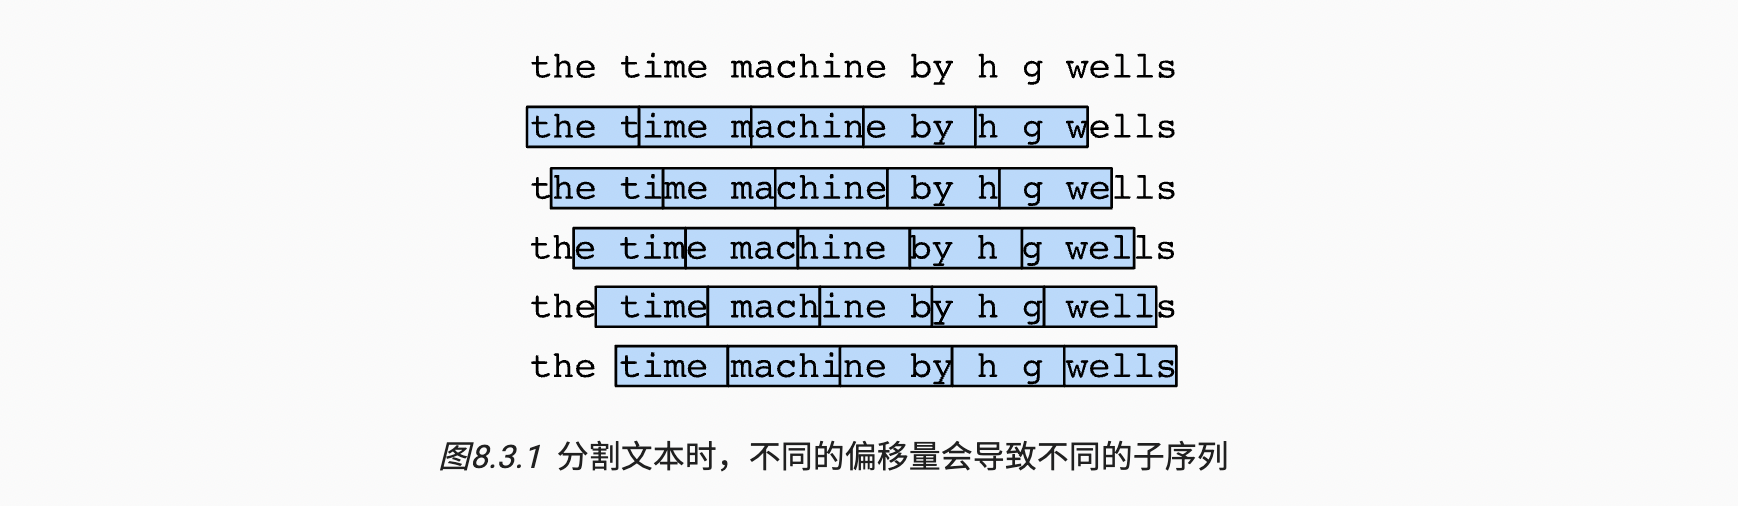 the time machine by h g wells
the time machine by h g wells
the time machine by h g wells
the time machine by h g wells
the time machine by h g wells
the time machine by h g wells
图8.3.1 分割文本时，不同的偏移量会导致不同的子序列